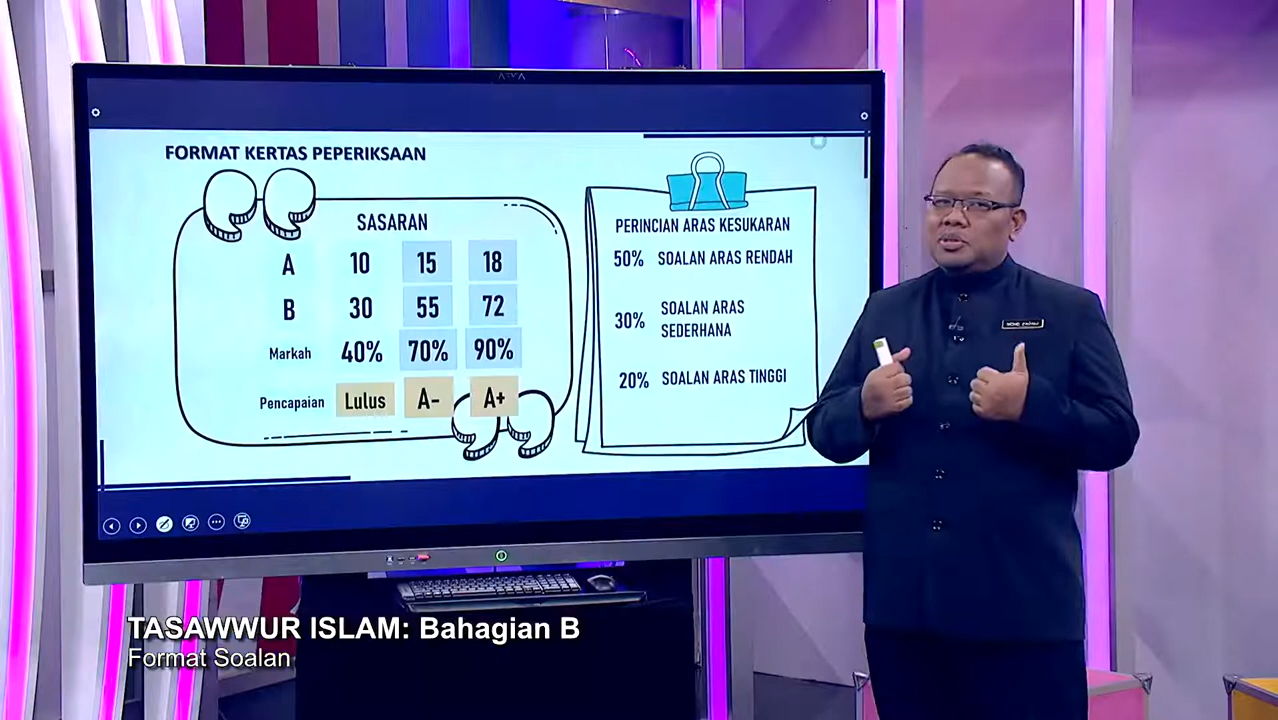 FORMAT KERTAS PEPERIKSAAN
SASARAN
A 10 15 18
B 30 55 72
Markah 40% 70% 90%
Pencapaian Lulus A- A+
PERINCIAN ARAS KESUKARAN
50% SOALAN ARAS RENDAH
30% SOALAN ARAS
SEDERHANA
20% SOALAN ARAS TINGGI
TASAWWUR ISLAM: Bahagian B
Format Soalan